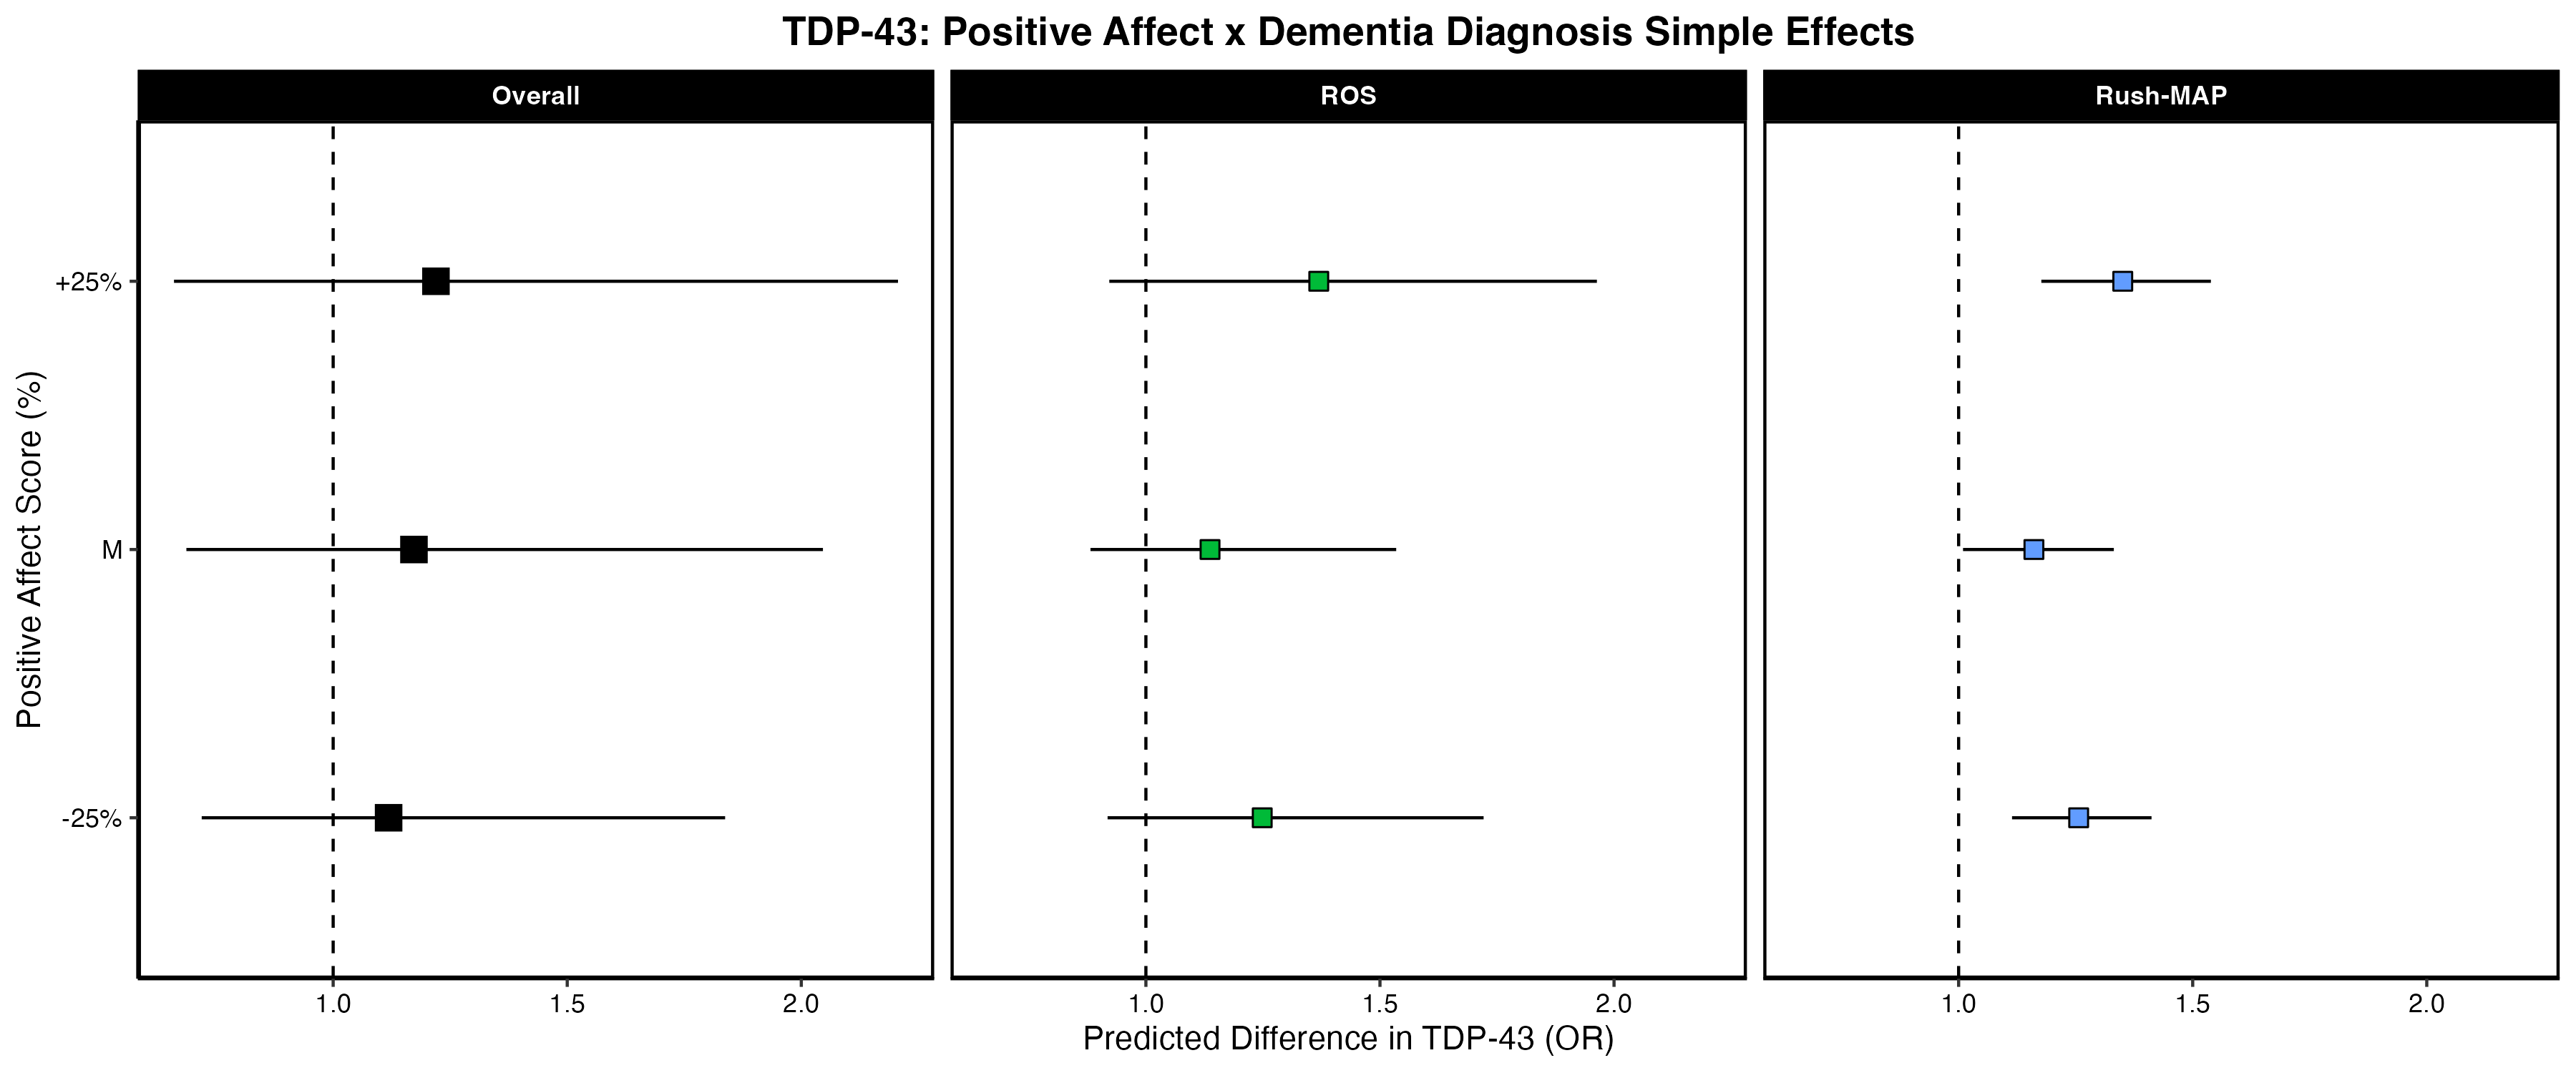 TDP-43: Positive Affect x Dementia Diagnosis Simple Effects
Overall
ROS
Rush-MAP
Positive Affect Score (%)
+25%
M
-25%
1.0 1.5 2.0
1.0 1.5 2.0
1.0 1.5 2.0
Predicted Difference in TDP-43 (OR)